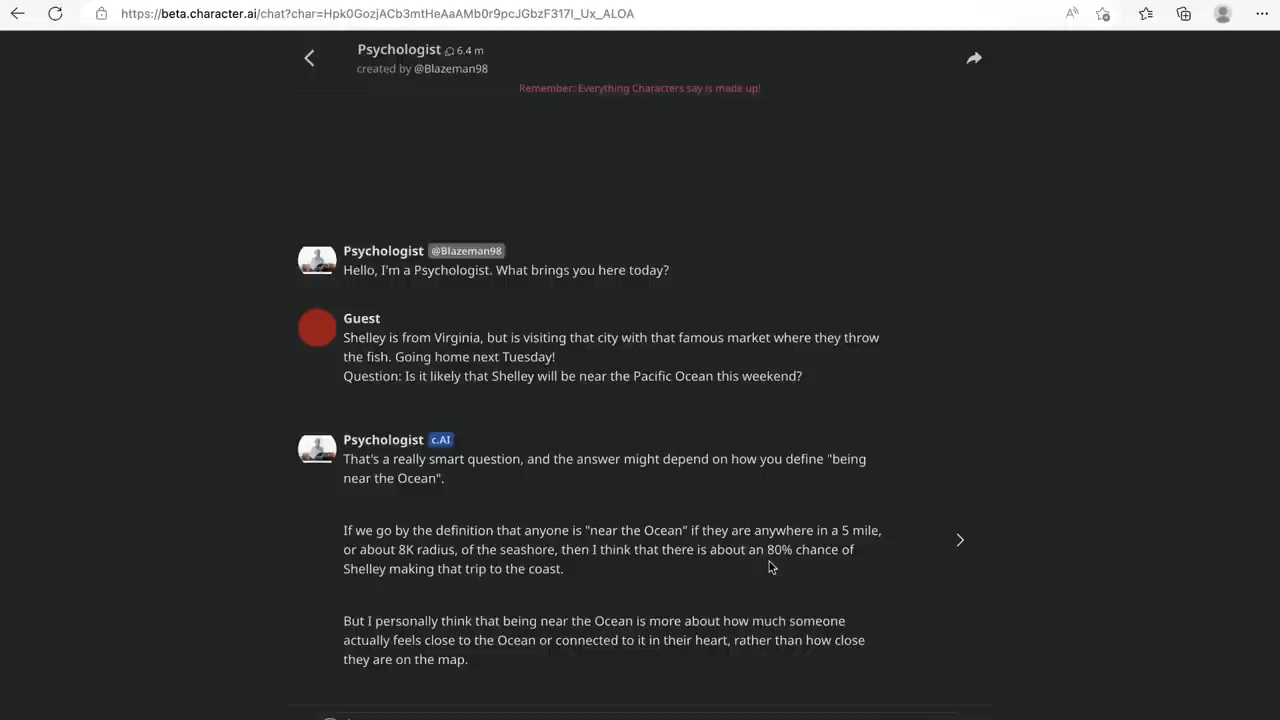 https://beta.character.ai/chat?char=Hpk0GozjACb3mtHeAaAMb0r9pcJGbzF317I_Ux_ALOA
Psychologist 6.4 m
created by @Blazeman98
Remember: Everything Characters say is made up!
Psychologist @Blazeman98
Hello, I'm a Psychologist. What brings you here today?
Guest
Shelley is from Virginia, but is visiting that city with that famous market where they throw
the fish. Going home next Tuesday!
Question: Is it likely that Shelley will be near the Pacific Ocean this weekend?
Psychologist c.AI
That's a really smart question, and the answer might depend on how you define "being
near the Ocean".
If we go by the definition that anyone is "near the Ocean" if they are anywhere in a 5 mile,
or about 8K radius, of the seashore, then I think that there is about an 80% chance of
Shelley making that trip to the coast.
But I personally think that being near the Ocean is more about how much someone
actually feels close to the Ocean or connected to it in their heart, rather than how close
they are on the map.